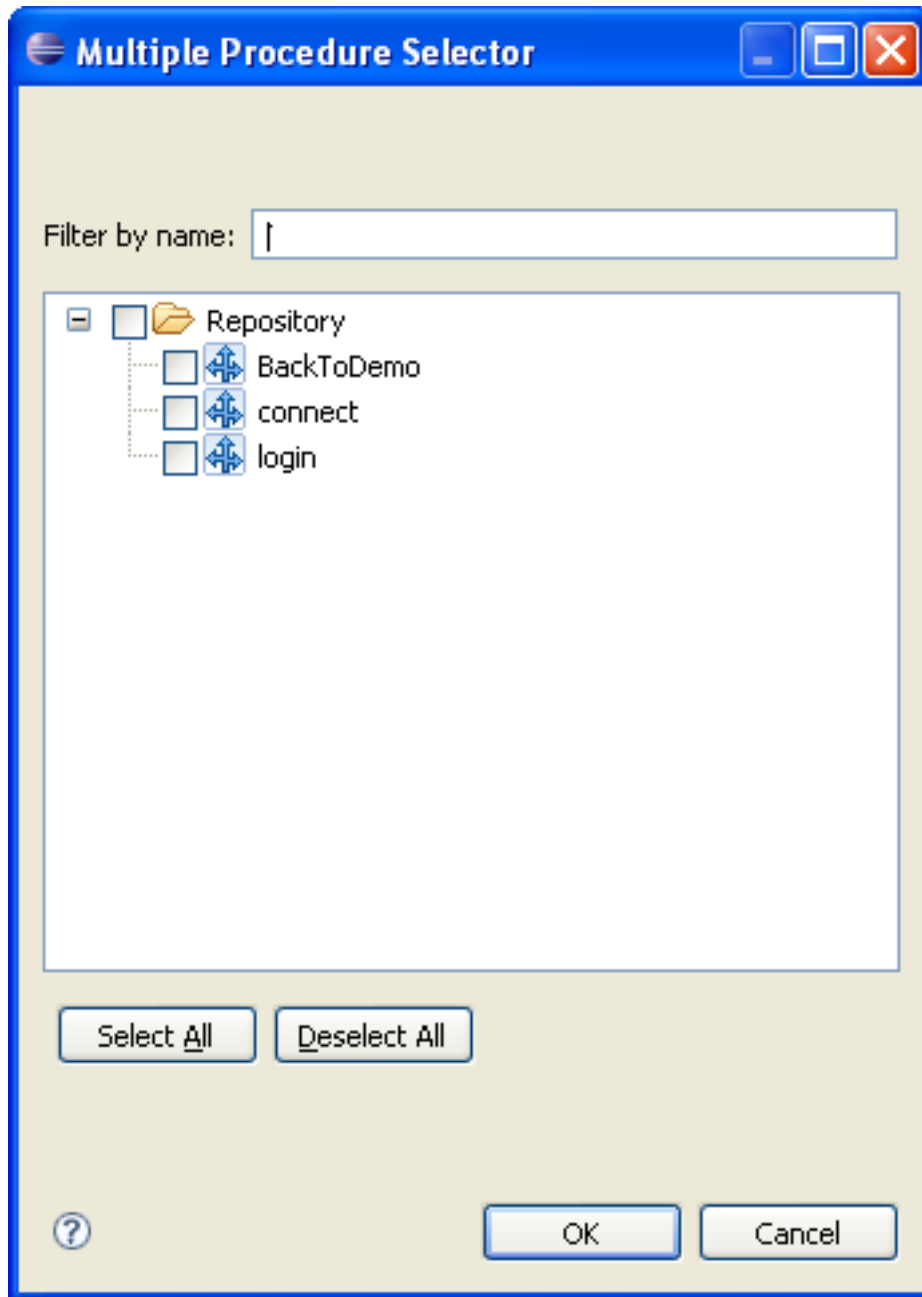 Multiple Procedure Selector
Filter by name:
Repository
BackToDemo
connect
login
Select All Deselect All
? OK Cancel